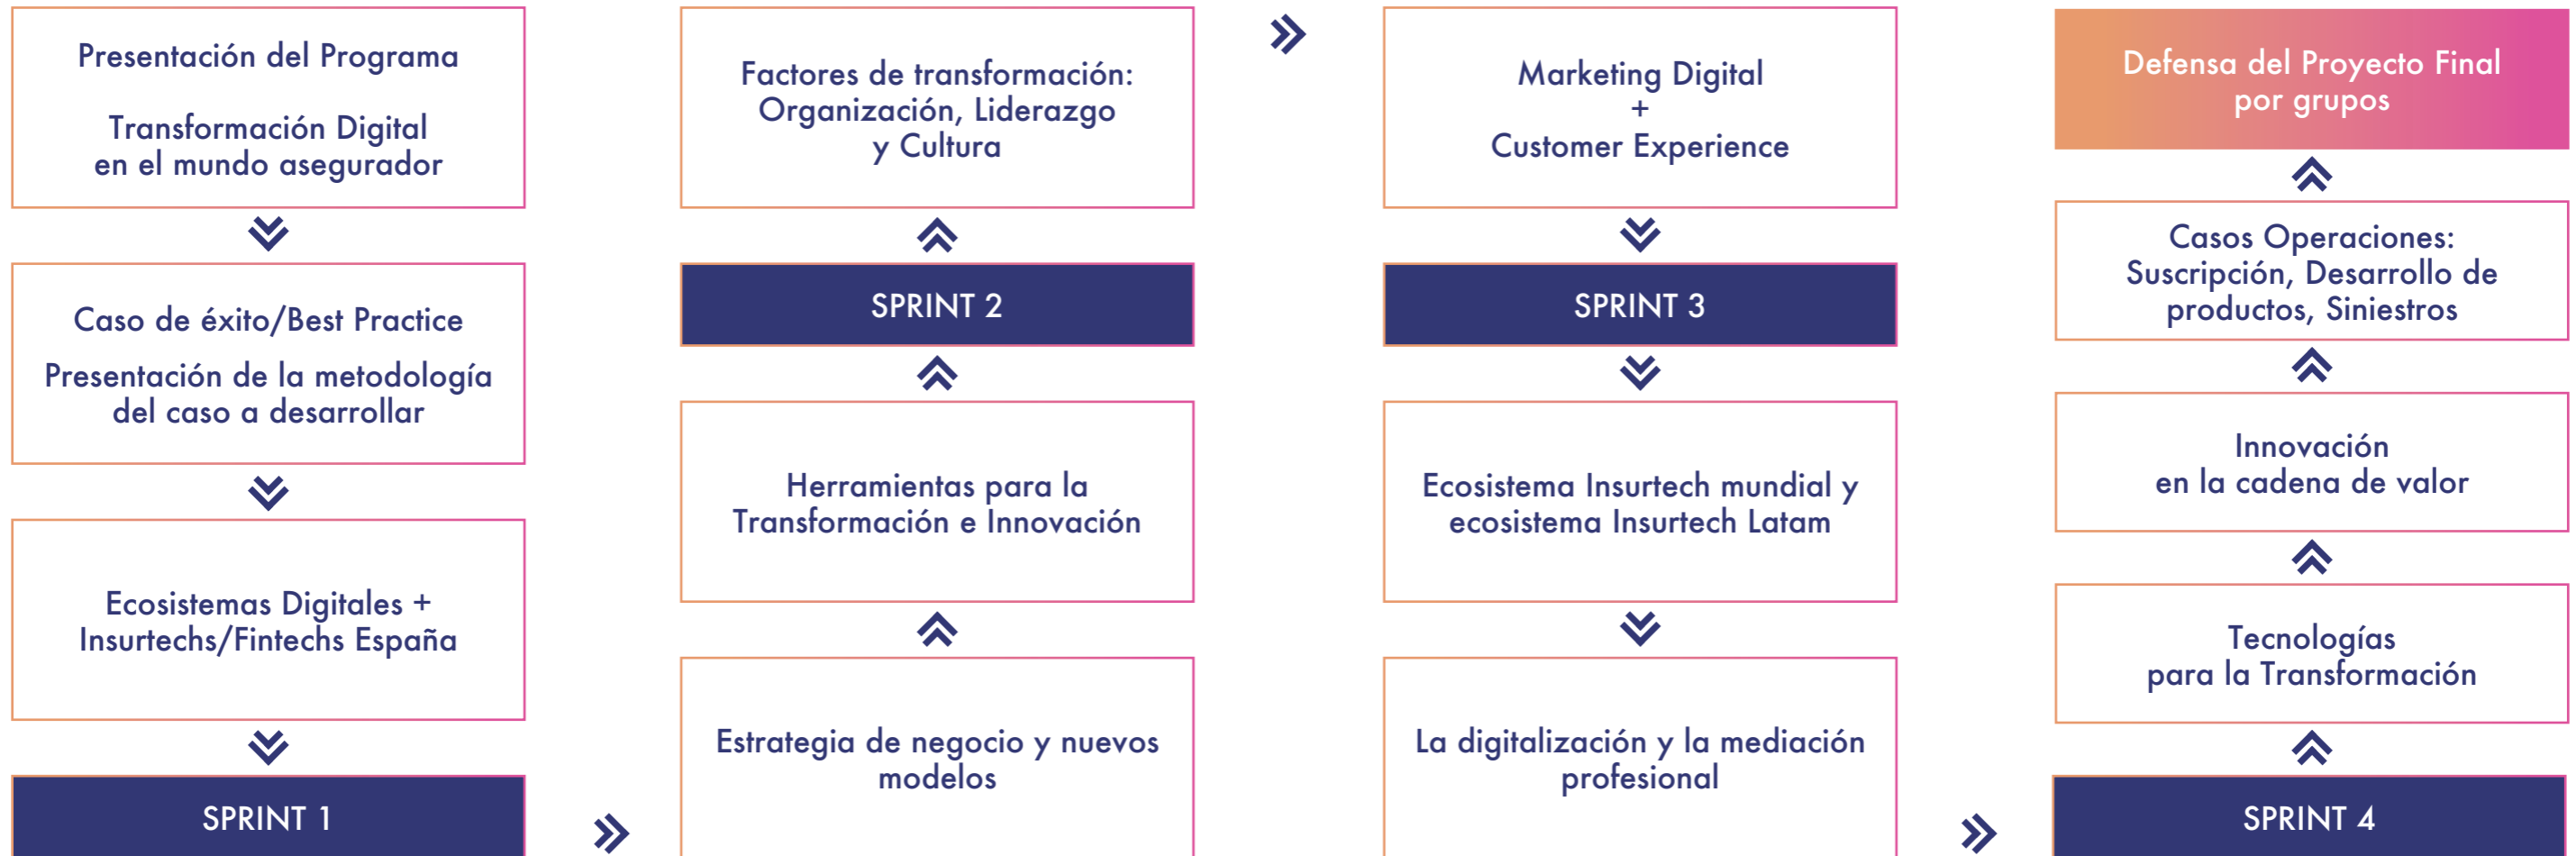 Presentación del Programa
Transformación Digital
en el mundo asegurador
Caso de éxito/Best Practice
Presentación de la metodología
del caso a desarrollar
Ecosistemas Digitales +
Insurtechs/Fintechs España
SPRINT 1
Estrategia de negocio y nuevos
modelos
Herramientas para la
Transformación e Innovación
SPRINT 2
Factores de transformación:
Organización, Liderazgo
y Cultura
Marketing Digital
+
Customer Experience
SPRINT 3
Ecosistema Insurtech mundial y
ecosistema Insurtech Latam
La digitalización y la mediación
profesional
SPRINT 4
Tecnologías
para la Transformación
Innovación
en la cadena de valor
Casos Operaciones:
Suscripción, Desarrollo de
productos, Siniestros
Defensa del Proyecto Final
por grupos